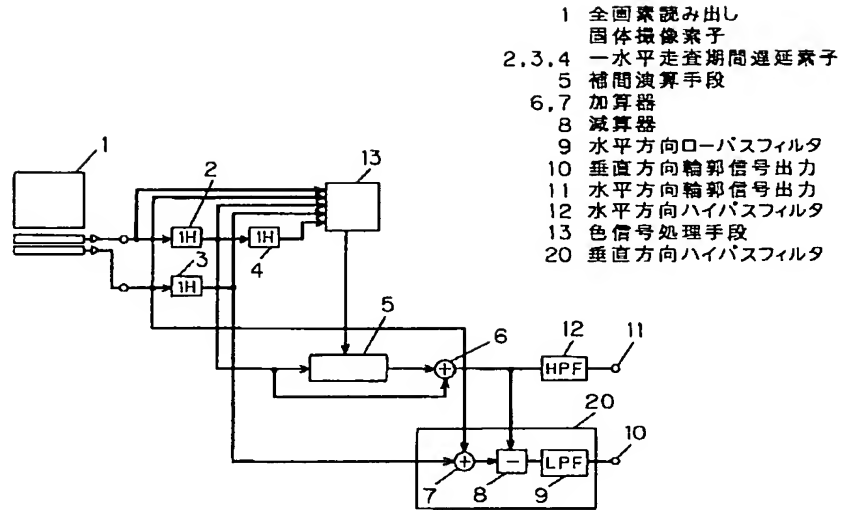 1 全画素読み出し
固体撮像素子
2,3,4 一水平走査期間遅延素子
5 補間演算手段
6,7 加算器
8 減算器
9 水平方向ローパスフィルタ
10 垂直方向輪郭信号出力
11 水平方向輪郭信号出力
12 水平方向ハイパスフィルタ
13 色信号処理手段
20 垂直方向ハイパスフィルタ
1
2
13
1H
1H
3
4
1H
5
6
12
11
HPF
20
10
LPF
7
8
9